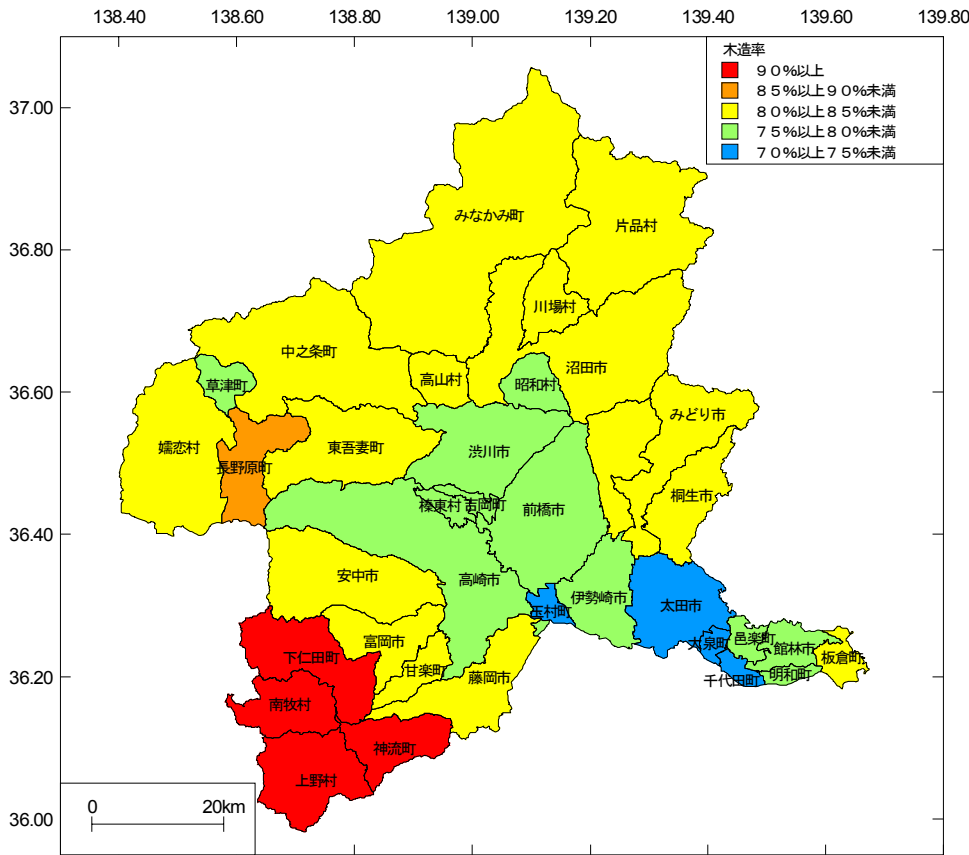 138.40 138.60 138.80 139.00 139.20 139.40 139.60 139.80
木造率
９０%以上
８５%以上９０%未満
８０%以上８５%未満
７５%以上８０%未満
７０%以上７５%未満
37.00
36.80
36.60
36.40
36.20
36.00
みなかみ町
片品村
川場村
中之条町
沼田市
高山村
昭和村
草津町
みどり市
嬬恋村
東吾妻町
渋川市
長野原町
桐生市
榛東村
吉岡町
前橋市
安中市
高崎市
伊勢崎市
太田市
玉村町
富岡市
大泉町
邑楽町
館林市
板倉町
下仁田町
甘楽町
藤岡市
千代田町
明和町
南牧村
神流町
上野村
0 20km